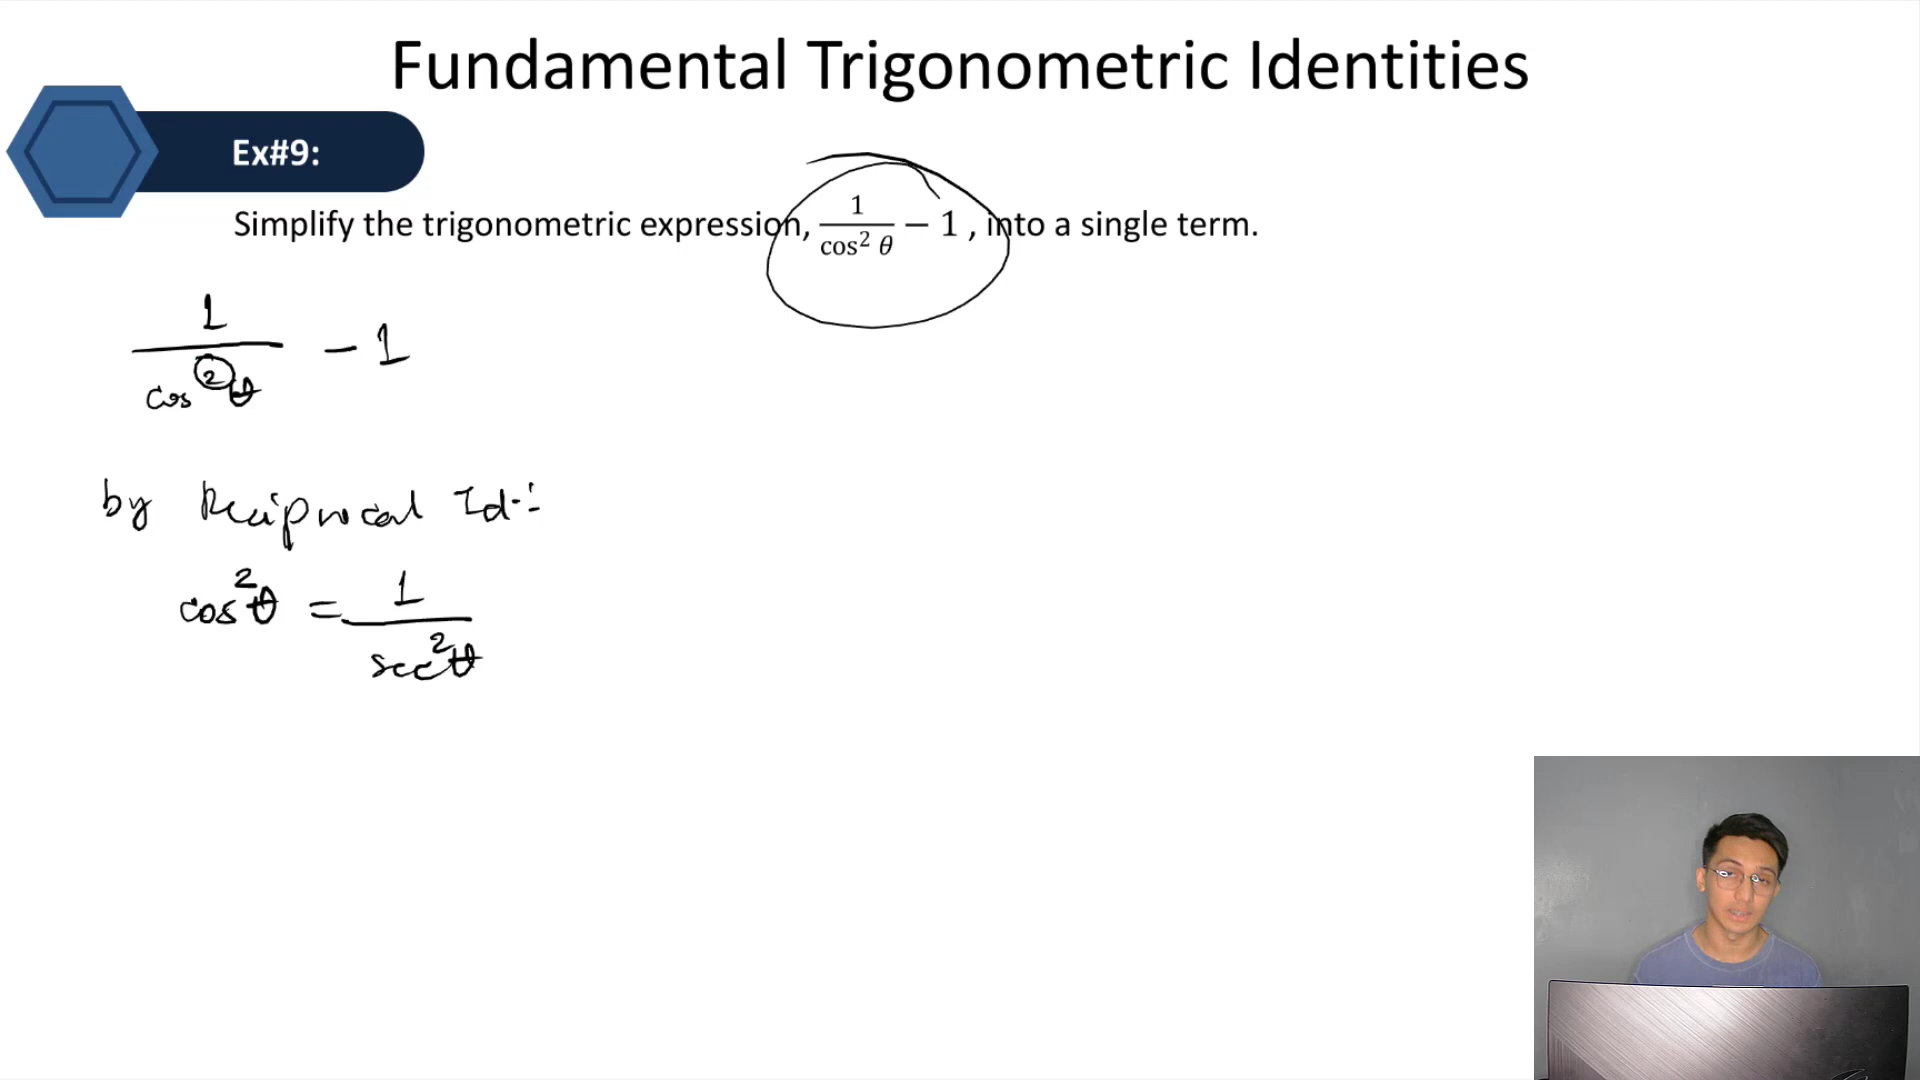 Fundamental Trigonometric Identities
Ex#9:
Simplify the trigonometric expression, 1/cos² θ − 1 , into a single term.
1/cos²θ − 1
by Reciprocal Id.:
cos²θ = 1/sec²θ